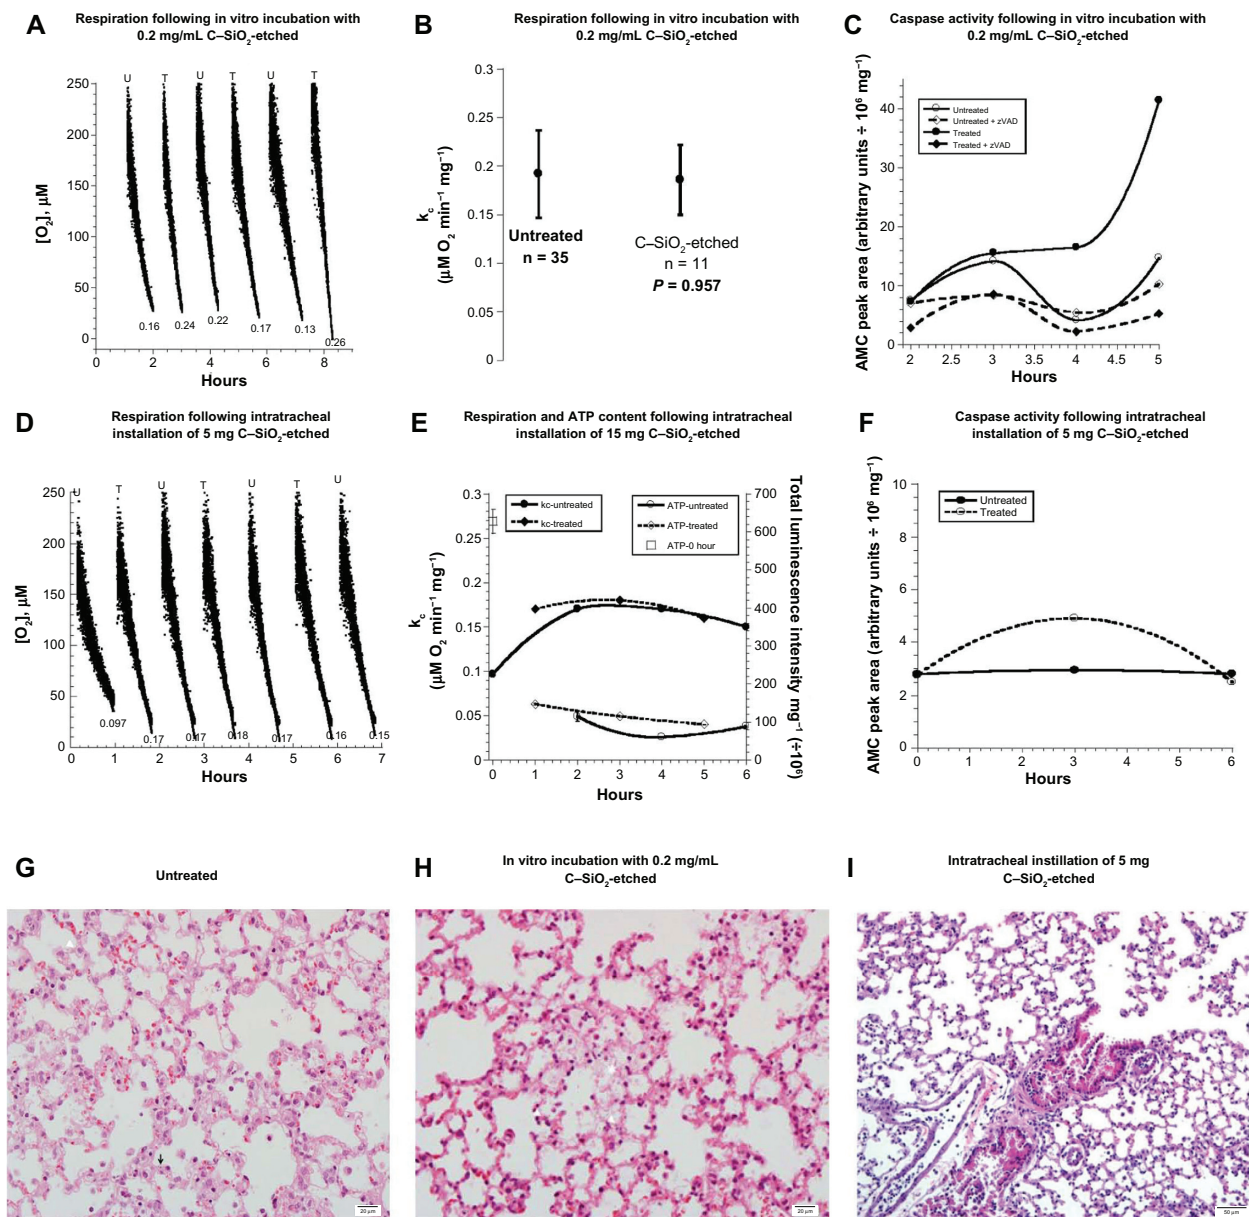 A
Respiration following in vitro incubation with
0.2 mg/mL C–SiO₂-etched
[O₂], µM
250
200
150
100
50
0
U T U T U T
0.16 0.24 0.22 0.17 0.13 0.26
0 2 4 6 8
Hours
B
Respiration following in vitro incubation with
0.2 mg/mL C–SiO₂-etched
k꜀
(µM O₂ min⁻¹ mg⁻¹)
0.3
0.25
0.2
0.15
0.1
0.05
0
Untreated
n = 35
C–SiO₂-etched
n = 11
P = 0.957
C
Caspase activity following in vitro incubation with
0.2 mg/mL C–SiO₂-etched
AMC peak area (arbitrary units ÷ 10⁶ mg⁻¹)
40
30
20
10
0
Untreated
Untreated + zVAD
Treated
Treated + zVAD
2 2.5 3 3.5 4 4.5 5
Hours
D
Respiration following intratracheal
installation of 5 mg C–SiO₂-etched
[O₂], µM
250
200
150
100
50
0
U T U T U T U
0.097 0.17 0.17 0.18 0.17 0.16 0.15
0 1 2 3 4 5 6 7
Hours
E
Respiration and ATP content following intratracheal
installation of 15 mg C–SiO₂-etched
k꜀
(µM O₂ min⁻¹ mg⁻¹)
0.3
0.25
0.2
0.15
0.1
0.05
0
kc-untreated
kc-treated
ATP-untreated
ATP-treated
ATP-0 hour
700
600
500
400
300
200
100
0
Total luminescence intensity mg⁻¹ (÷10⁶)
0 1 2 3 4 5 6
Hours
F
Caspase activity following intratracheal
installation of 5 mg C–SiO₂-etched
AMC peak area (arbitrary units ÷ 10⁶ mg⁻¹)
10
8
6
4
2
0
Untreated
Treated
0 1 2 3 4 5 6
Hours
G
Untreated
20 µm
H
In vitro incubation with 0.2 mg/mL
C–SiO₂-etched
20 µm
I
Intratracheal instillation of 5 mg
C–SiO₂-etched
50 µm